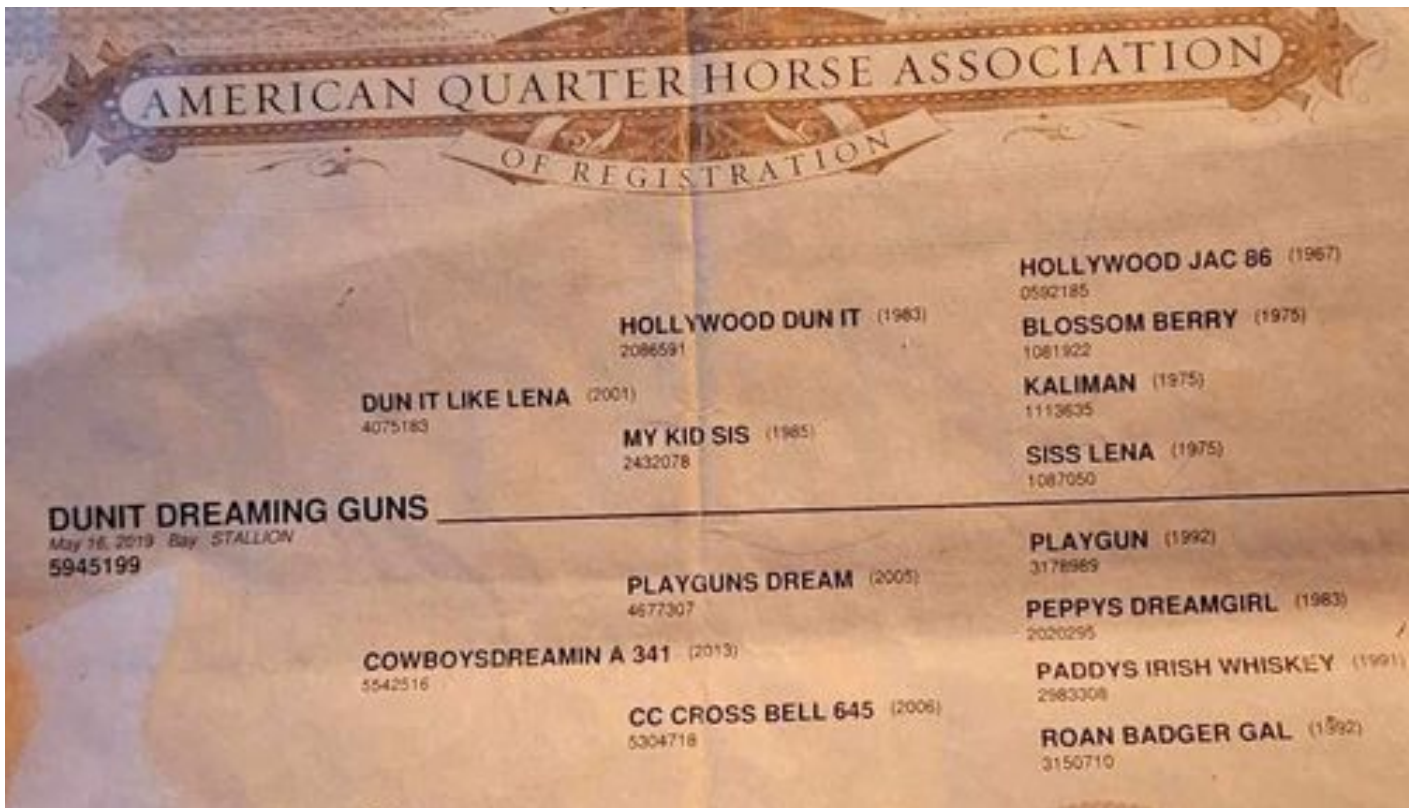 AMERICAN QUARTER HORSE ASSOCIATION
OF REGISTRATION
HOLLYWOOD JAC 86 (1967)
0592185
HOLLYWOOD DUN IT (1983)
2086591
BLOSSOM BERRY (1975)
1081922
DUN IT LIKE LENA (2001)
4075183
KALIMAN (1975)
1113635
MY KID SIS (1985)
2432078
SISS LENA (1975)
1087050
DUNIT DREAMING GUNS
May 16, 2019 Bay STALLION
5945199
PLAYGUN (1992)
3178989
PLAYGUNS DREAM (2005)
4677307
PEPPYS DREAMGIRL (1983)
2020295
COWBOYSDREAMIN A 341 (2013)
5542516
PADDYS IRISH WHISKEY (1991)
2983308
CC CROSS BELL 645 (2006)
5304718
ROAN BADGER GAL (1992)
3150710